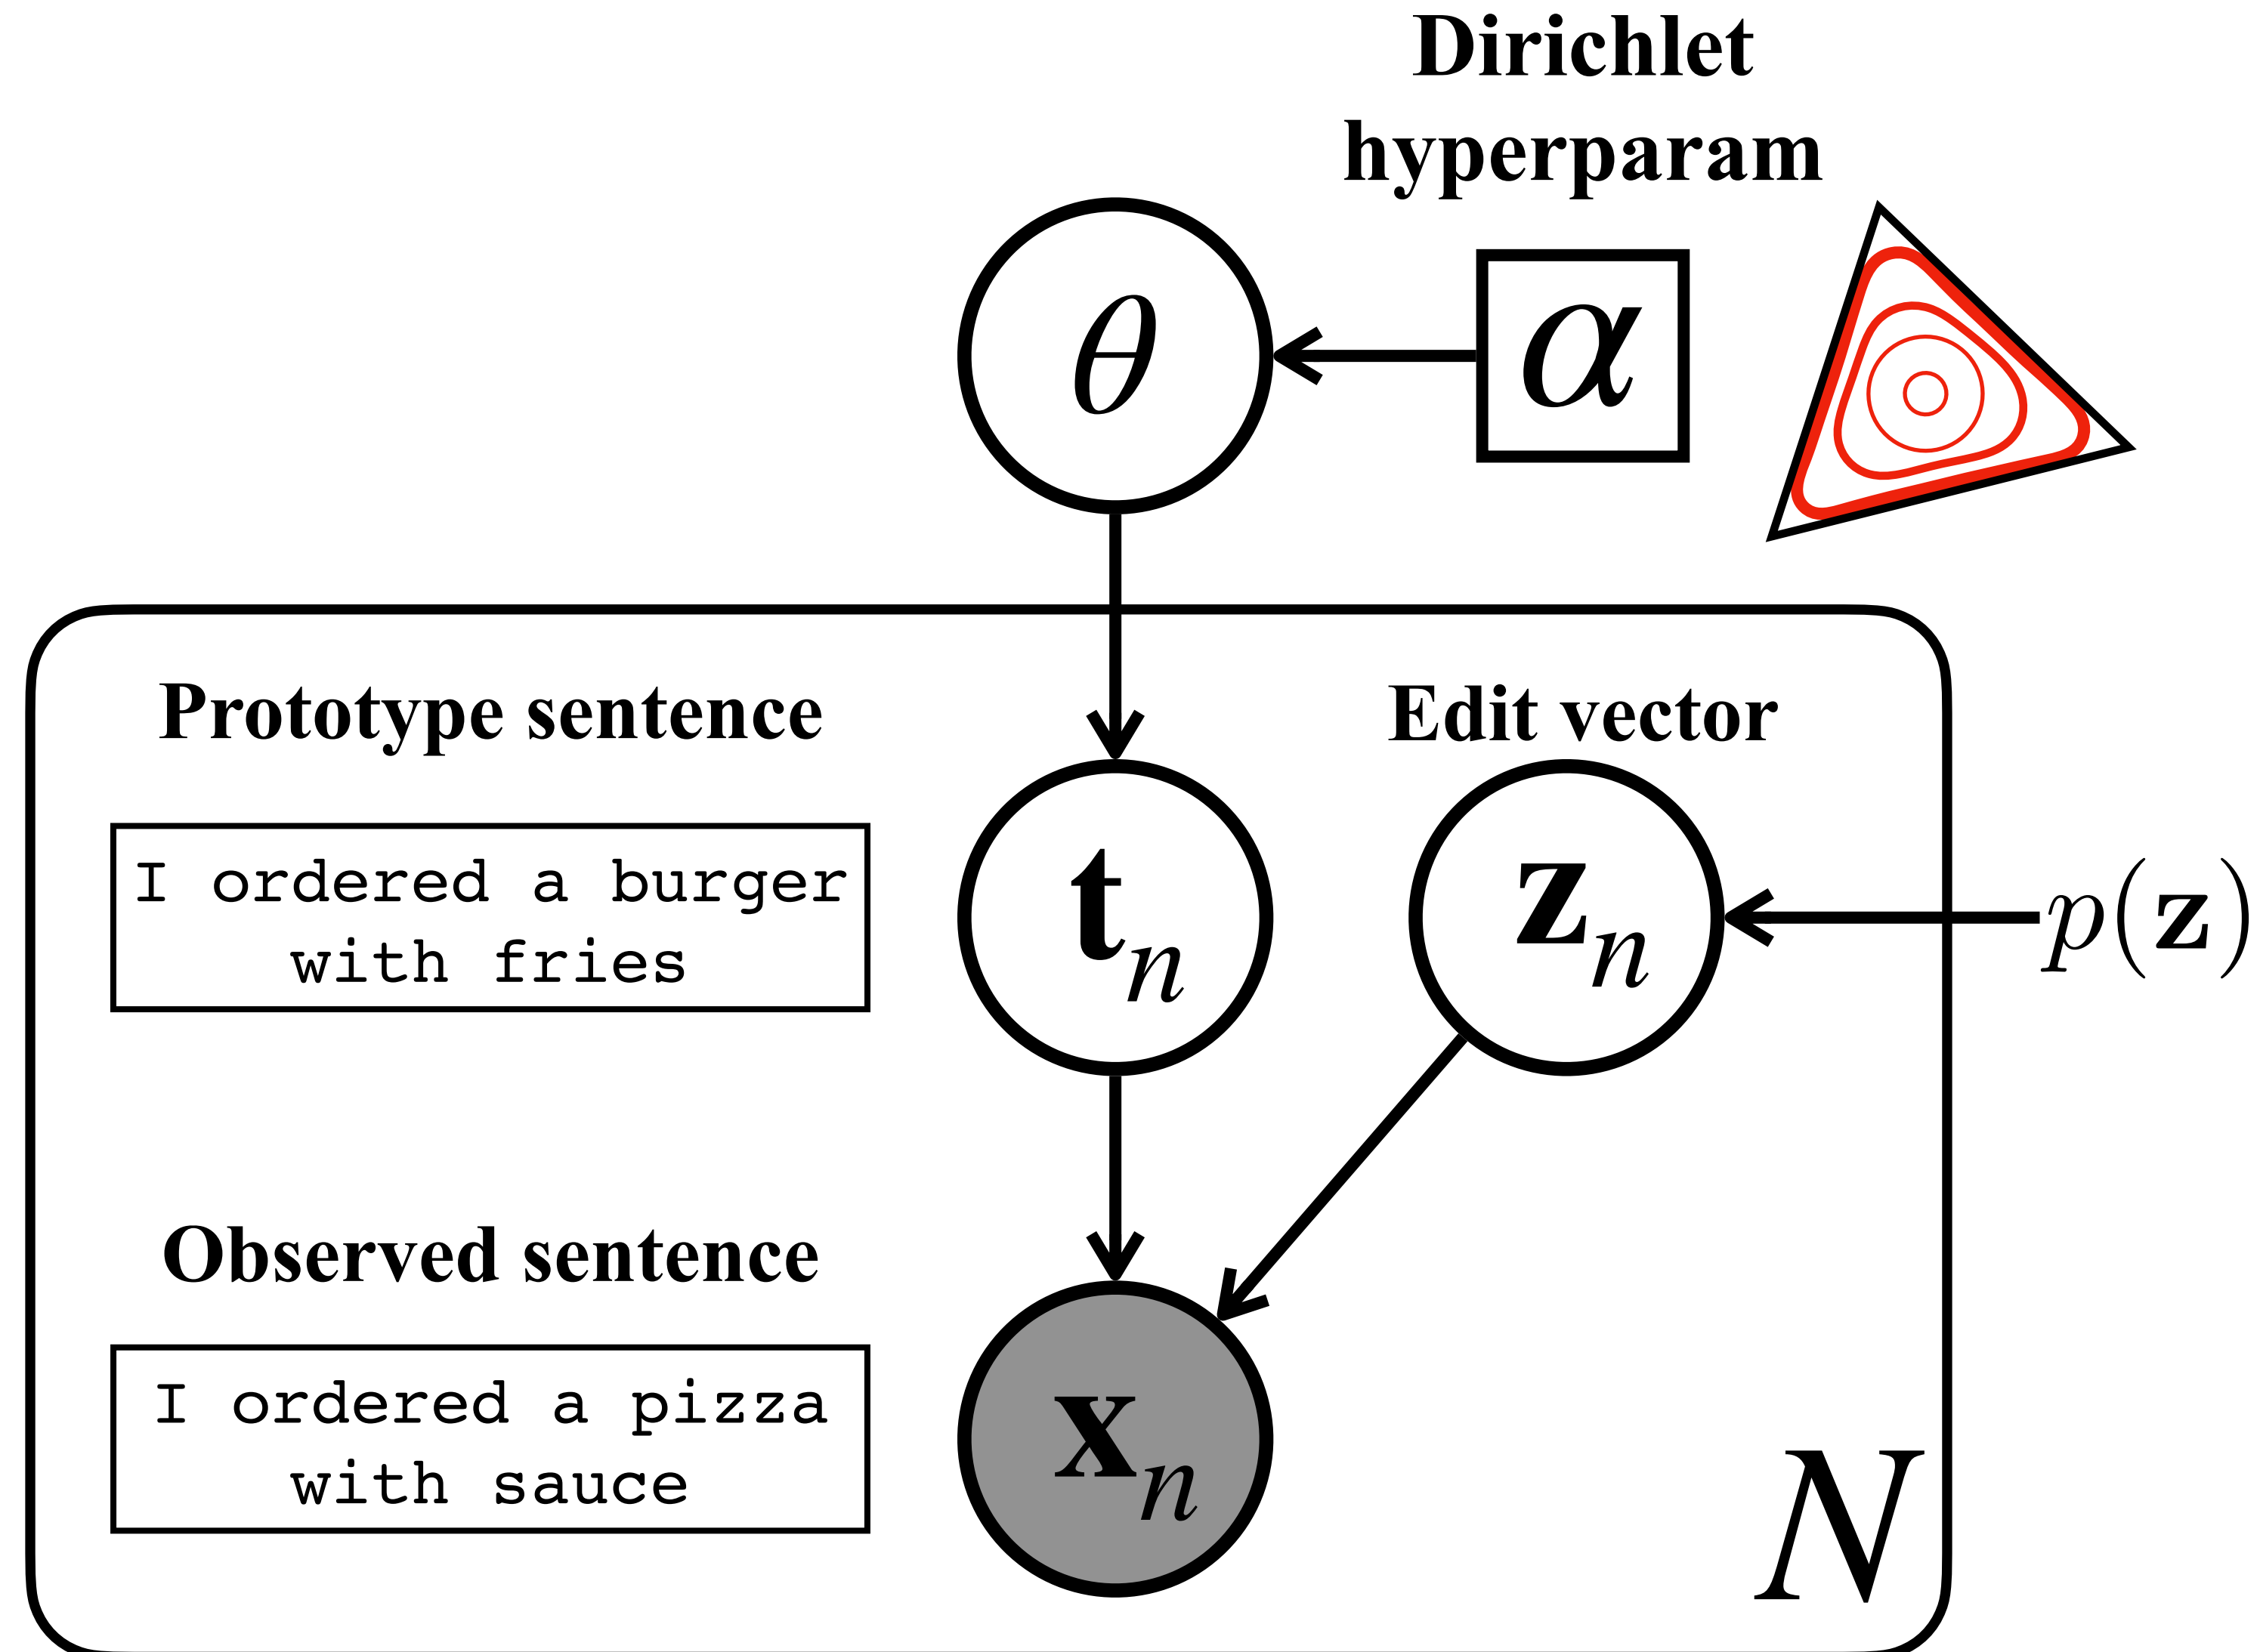 Dirichlet
hyperparam
θ
α
Prototype sentence
Edit vector
I ordered a burger
with fries
t_n
z_n
p(z)
Observed sentence
I ordered a pizza
with sauce
x_n
N